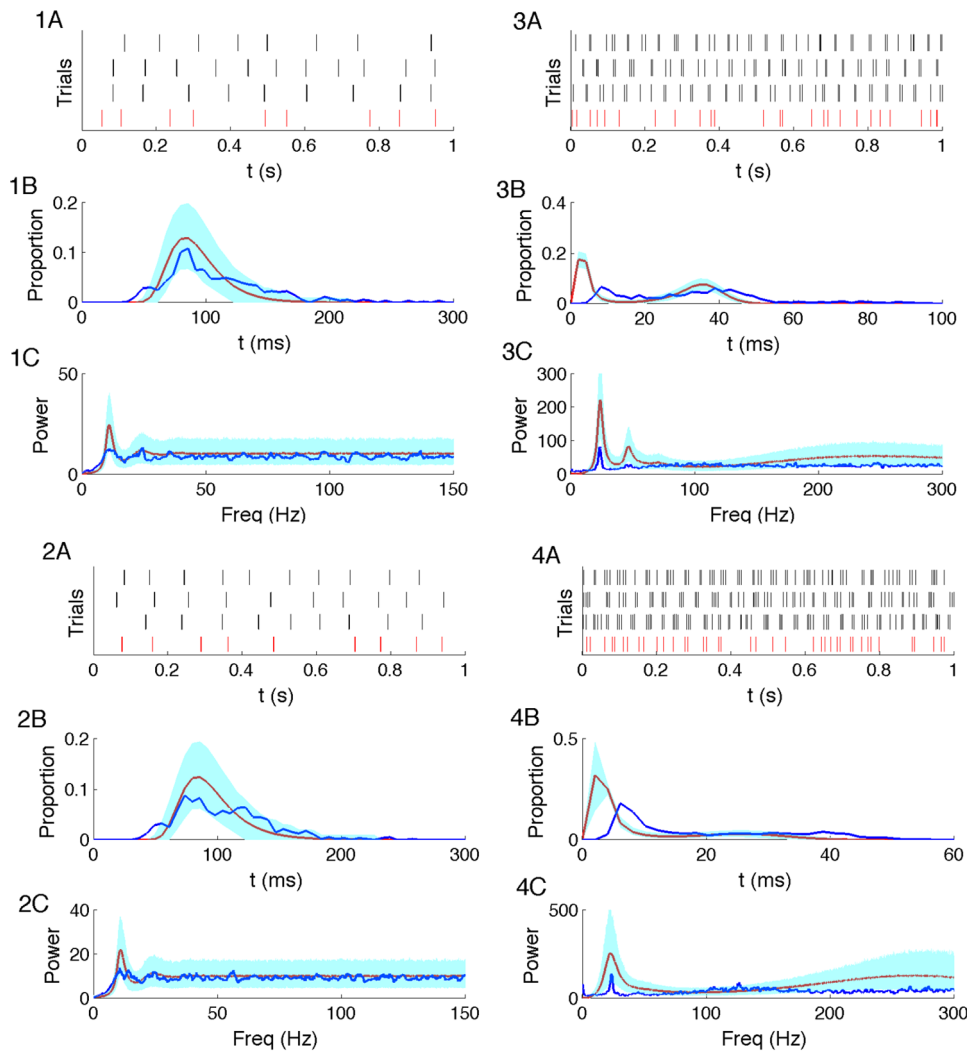 1A
Trials
0 0.2 0.4 0.6 0.8 1
t (s)
1B
Proportion
0.2
0.1
0
0 100 200 300
t (ms)
1C
Power
50
0
0 50 100 150
Freq (Hz)
3A
Trials
0 0.2 0.4 0.6 0.8 1
t (s)
3B
Proportion
0.4
0.2
0
0 20 40 60 80 100
t (ms)
3C
Power
300
200
100
0
0 100 200 300
Freq (Hz)
2A
Trials
0 0.2 0.4 0.6 0.8 1
t (s)
2B
Proportion
0.2
0.1
0
0 100 200 300
t (ms)
2C
Power
40
20
0
0 50 100 150
Freq (Hz)
4A
Trials
0 0.2 0.4 0.6 0.8 1
t (s)
4B
Proportion
0.5
0
0 20 40 60
t (ms)
4C
Power
500
0
0 100 200 300
Freq (Hz)